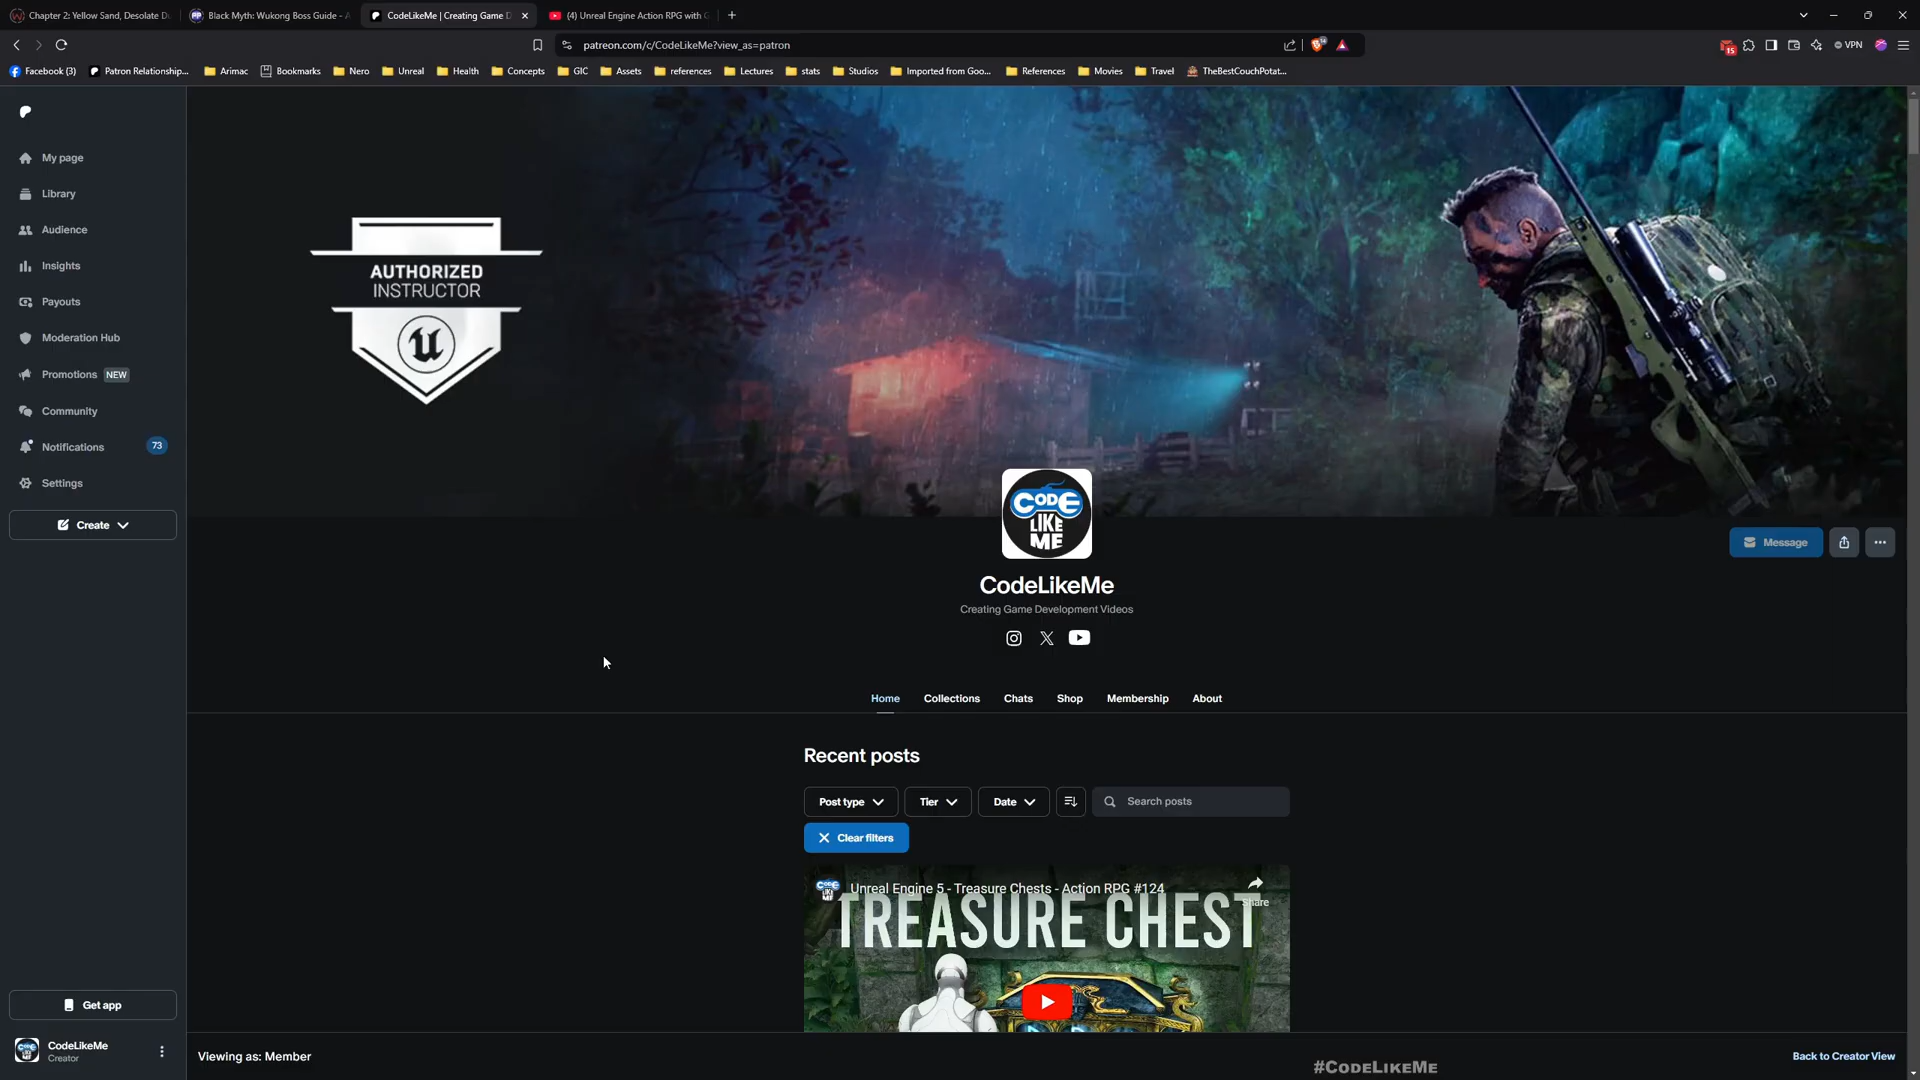 Chapter 2: Yellow Sand, Desolate D
Black Myth: Wukong Boss Guide - A
CodeLikeMe | Creating Game D
(4) Unreal Engine Action RPG with G
patreon.com/c/CodeLikeMe?view_as=patron
15
VPN
Facebook (3)
Patron Relationship...
Arimac
Bookmarks
Nero
Unreal
Health
Concepts
GIC
Assets
references
Lectures
stats
Studios
Imported from Goo...
References
Movies
Travel
TheBestCouchPotat...
My page
Library
Audience
Insights
Payouts
Moderation Hub
Promotions NEW
Community
Notifications 73
Settings
Create
Get app
CodeLikeMe
Creator
AUTHORIZED
INSTRUCTOR
CODE
LIKE
ME
Message
CodeLikeMe
Creating Game Development Videos
Home Collections Chats Shop Membership About
Recent posts
Post type Tier Date Search posts
Clear filters
Unreal Engine 5 - Treasure Chests - Action RPG #124
Share
TREASURE CHEST
Viewing as: Member
#CodeLikeMe
Back to Creator View